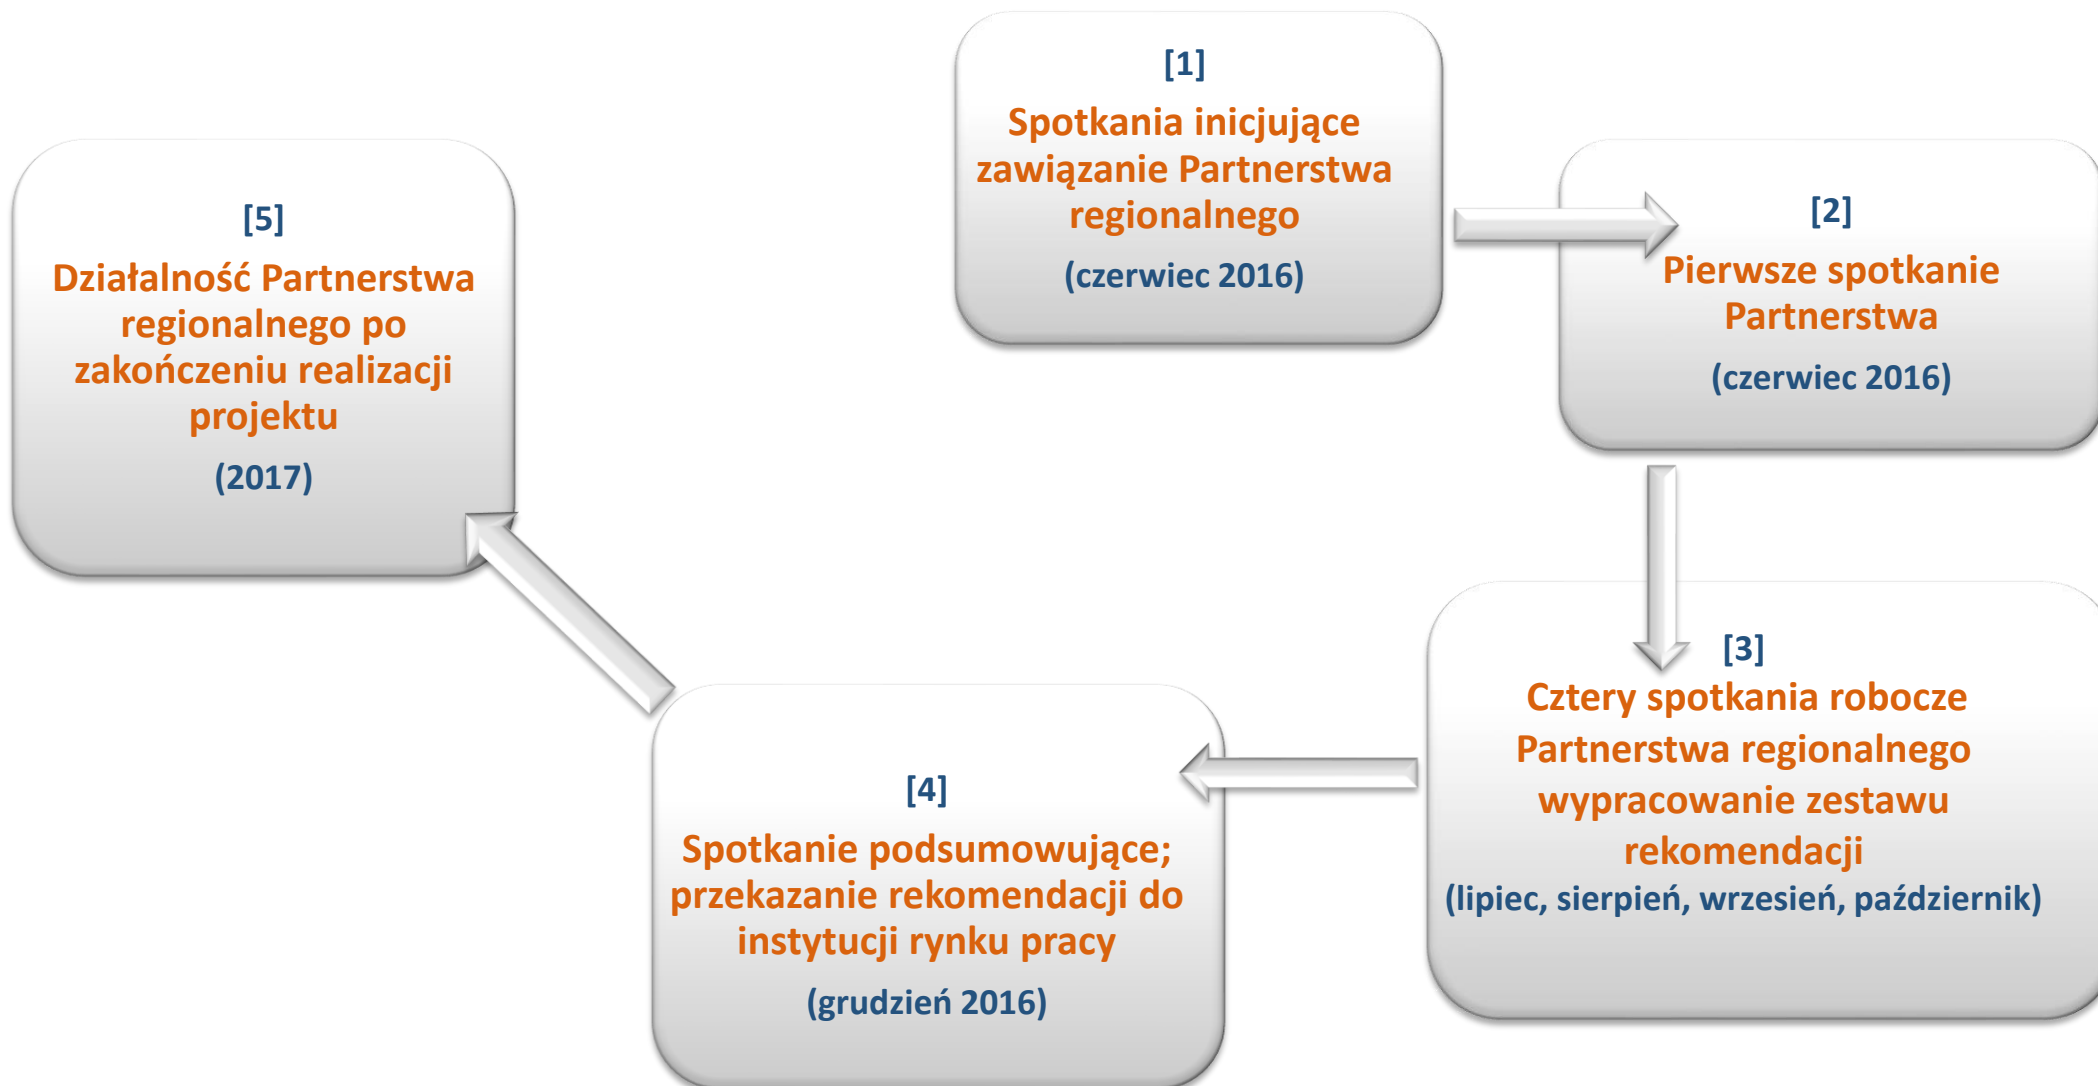 [1]
Spotkania inicjujące
zawiązanie Partnerstwa
regionalnego
(czerwiec 2016)
[2]
Pierwsze spotkanie
Partnerstwa
(czerwiec 2016)
[3]
Cztery spotkania robocze
Partnerstwa regionalnego
wypracowanie zestawu
rekomendacji
(lipiec, sierpień, wrzesień, październik)
[4]
Spotkanie podsumowujące;
przekazanie rekomendacji do
instytucji rynku pracy
(grudzień 2016)
[5]
Działalność Partnerstwa
regionalnego po
zakończeniu realizacji
projektu
(2017)